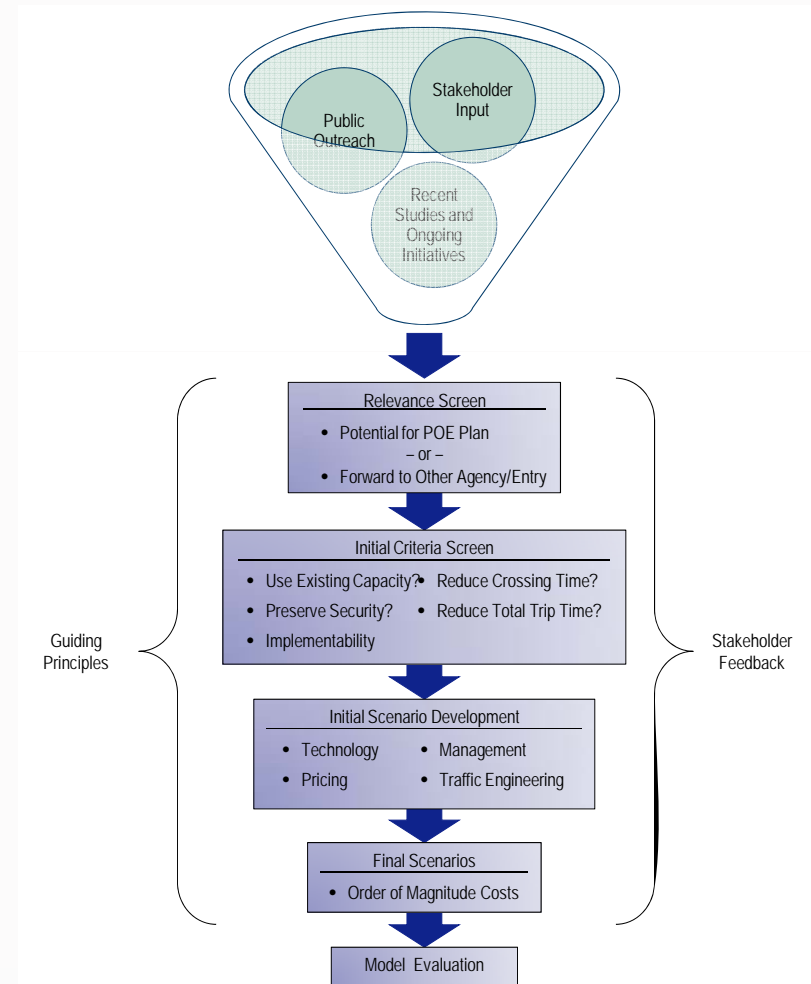 Stakeholder
Input
Public
Outreach
Recent
Studies and
Ongoing
Initiatives
Relevance Screen
• Potential for POE Plan
– or –
• Forward to Other Agency/Entry
Initial Criteria Screen
• Use Existing Capacity? • Reduce Crossing Time?
• Preserve Security? • Reduce Total Trip Time?
• Implementability
Guiding
Principles
Stakeholder
Feedback
Initial Scenario Development
• Technology • Management
• Pricing • Traffic Engineering
Final Scenarios
• Order of Magnitude Costs
Model Evaluation